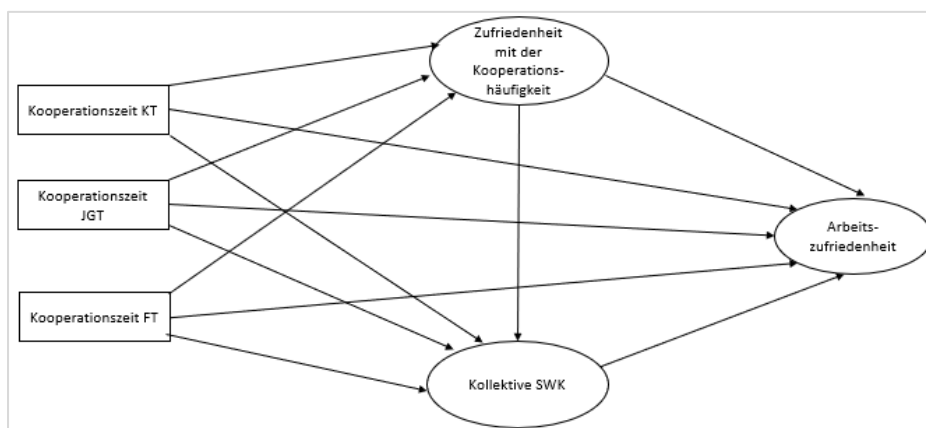 Zufriedenheit
mit der
Kooperations-
häufigkeit
Kooperationszeit KT
Kooperationszeit
JGT
Arbeits-
zufriedenheit
Kooperationszeit FT
Kollektive SWK